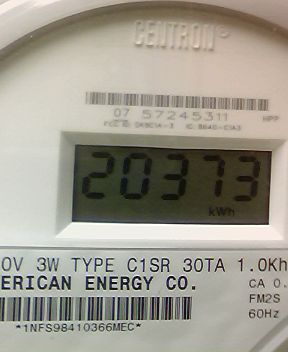 CENTRON®
07 57245311 HPP
20373
kWh
0V 3W TYPE C1SR 30TA 1.0Kh
ERICAN ENERGY CO. CA 0.
FM2S
60Hz
*1NFS98410366MEC*